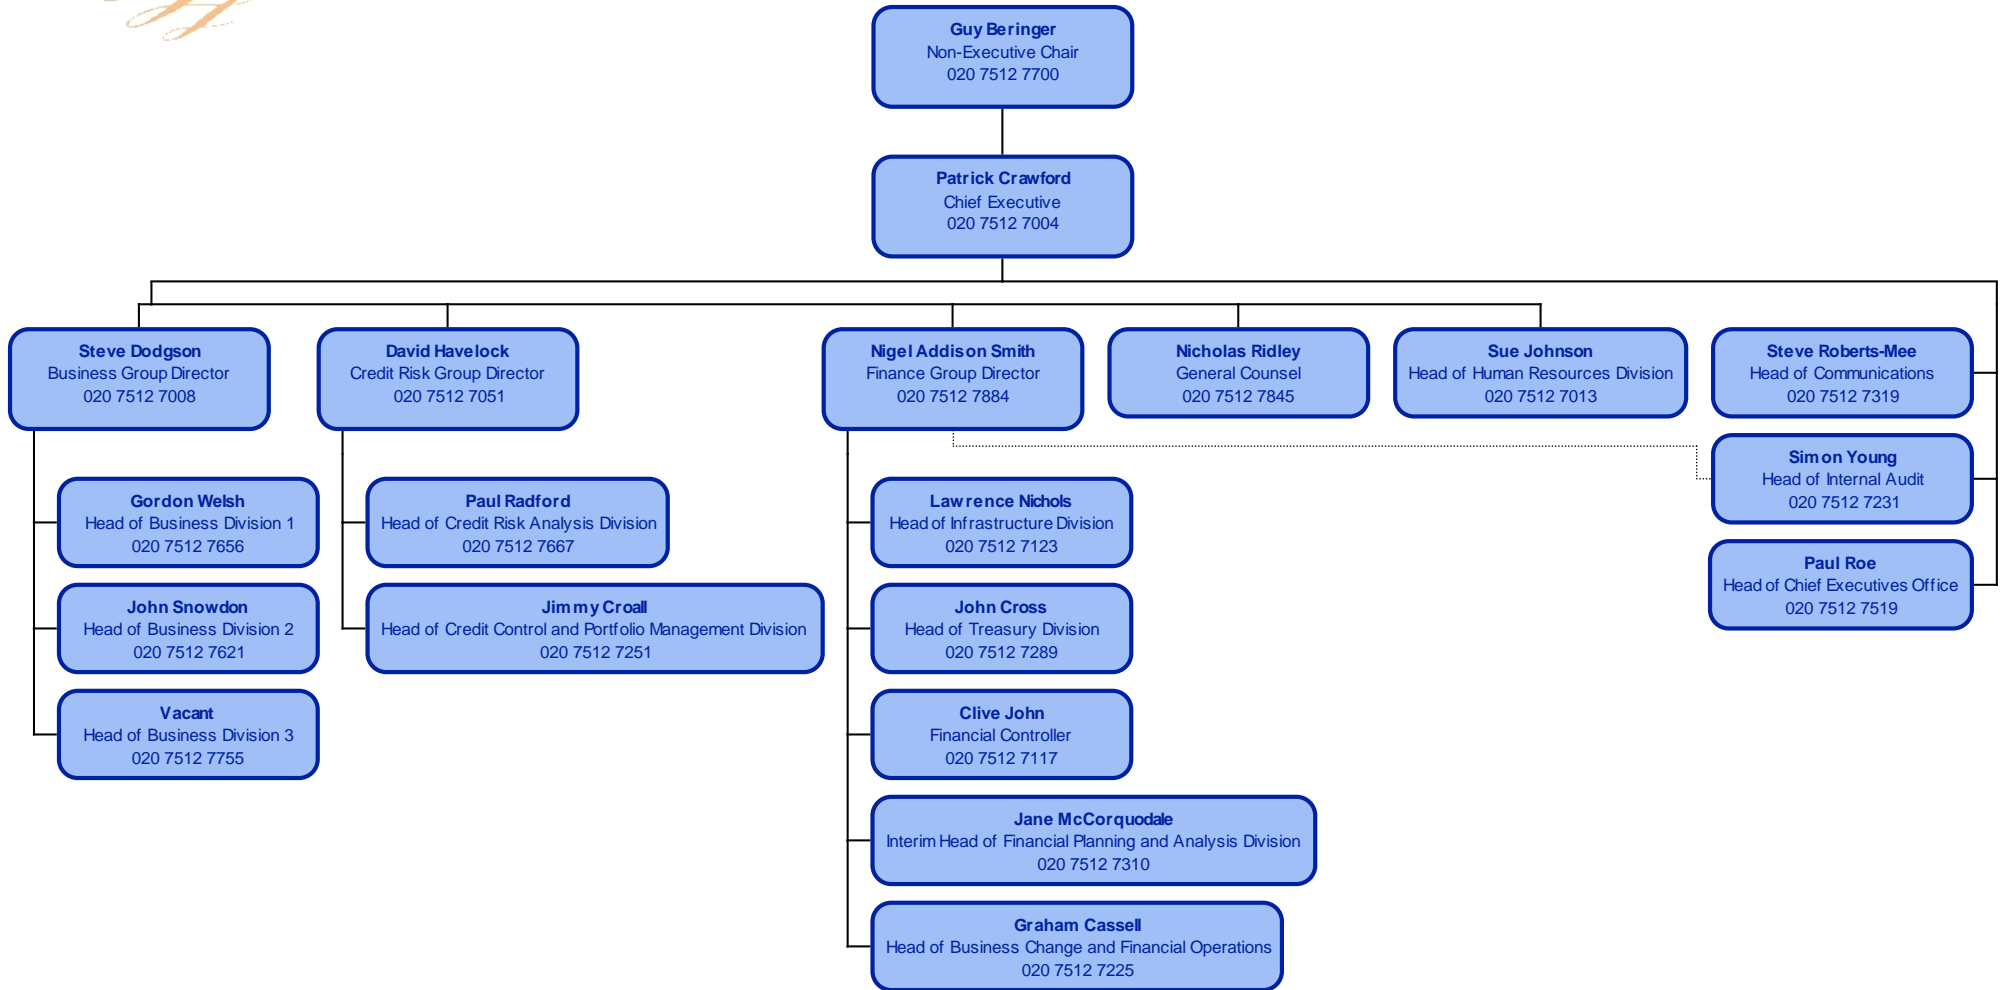 Guy Beringer
Non-Executive Chair
020 7512 7700
Patrick Crawford
Chief Executive
020 7512 7004
Steve Dodgson
Business Group Director
020 7512 7008
David Havelock
Credit Risk Group Director
020 7512 7051
Nigel Addison Smith
Finance Group Director
020 7512 7884
Nicholas Ridley
General Counsel
020 7512 7845
Sue Johnson
Head of Human Resources Division
020 7512 7013
Steve Roberts-Mee
Head of Communications
020 7512 7319
Simon Young
Head of Internal Audit
020 7512 7231
Paul Roe
Head of Chief Executives Office
020 7512 7519
Gordon Welsh
Head of Business Division 1
020 7512 7656
John Snowdon
Head of Business Division 2
020 7512 7621
Vacant
Head of Business Division 3
020 7512 7755
Paul Radford
Head of Credit Risk Analysis Division
020 7512 7667
Jimmy Croall
Head of Credit Control and Portfolio Management Division
020 7512 7251
Lawrence Nichols
Head of Infrastructure Division
020 7512 7123
John Cross
Head of Treasury Division
020 7512 7289
Clive John
Financial Controller
020 7512 7117
Jane McCorquodale
Interim Head of Financial Planning and Analysis Division
020 7512 7310
Graham Cassell
Head of Business Change and Financial Operations
020 7512 7225